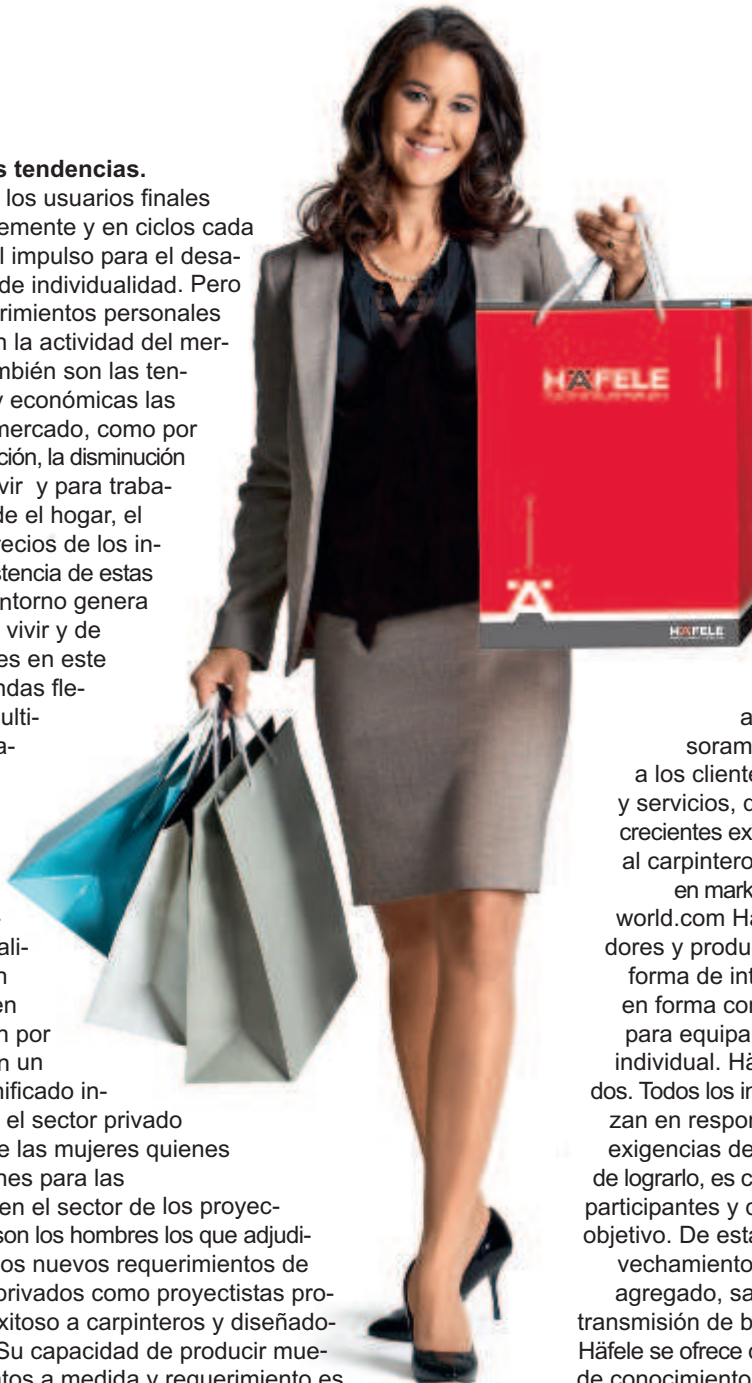 s tendencias.
los usuarios finales
emente y en ciclos cada
l impulso para el desa-
de individualidad. Pero
rimientos personales
n la actividad del mer-
mbién son las ten-
y económicas las
mercado, como por
ción, la disminución
vir y para traba-
de el hogar, el
recios de los in-
stencia de estas
ntorno genera
vivir y de
es en este
ndas fle-
ulti-
a-
ali-
n
en
n por
n un
nificado in-
el sector privado
e las mujeres quienes
nes para las
en el sector de los proyec-
son los hombres los que adjudi-
os nuevos requerimientos de
privados como proyectistas pro-
xitoso a carpinteros y diseñado-
Su capacidad de producir mue-
ntos a medida y requerimiento es
HÄFELE
Ä
HÄFELE
a
soram
a los cliente
y servicios, c
crecientes ex
al carpintero
en mark
world.com Ha
dores y produ
forma de int
en forma cor
para equipa
individual. Hä
dos. Todos los in
zan en respon
exigencias de
de lograrlo, es c
participantes y c
objetivo. De esta
vechamiento
agregado, sa
transmisión de b
Häfele se ofrece c
de conocimiento